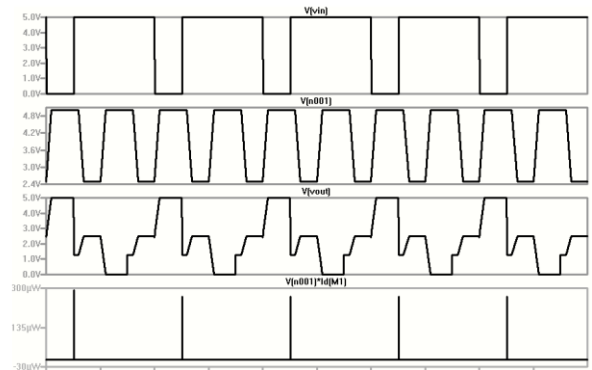 V[vin]
5.0V
4.0V
3.0V
2.0V
1.0V
0.0V
V[n001]
4.8V
4.2V
3.6V
3.0V
2.4V
V[vout]
5.0V
4.0V
3.0V
2.0V
1.0V
0.0V
V(n001)*Id(M1)
300µW
135µW
-30µW